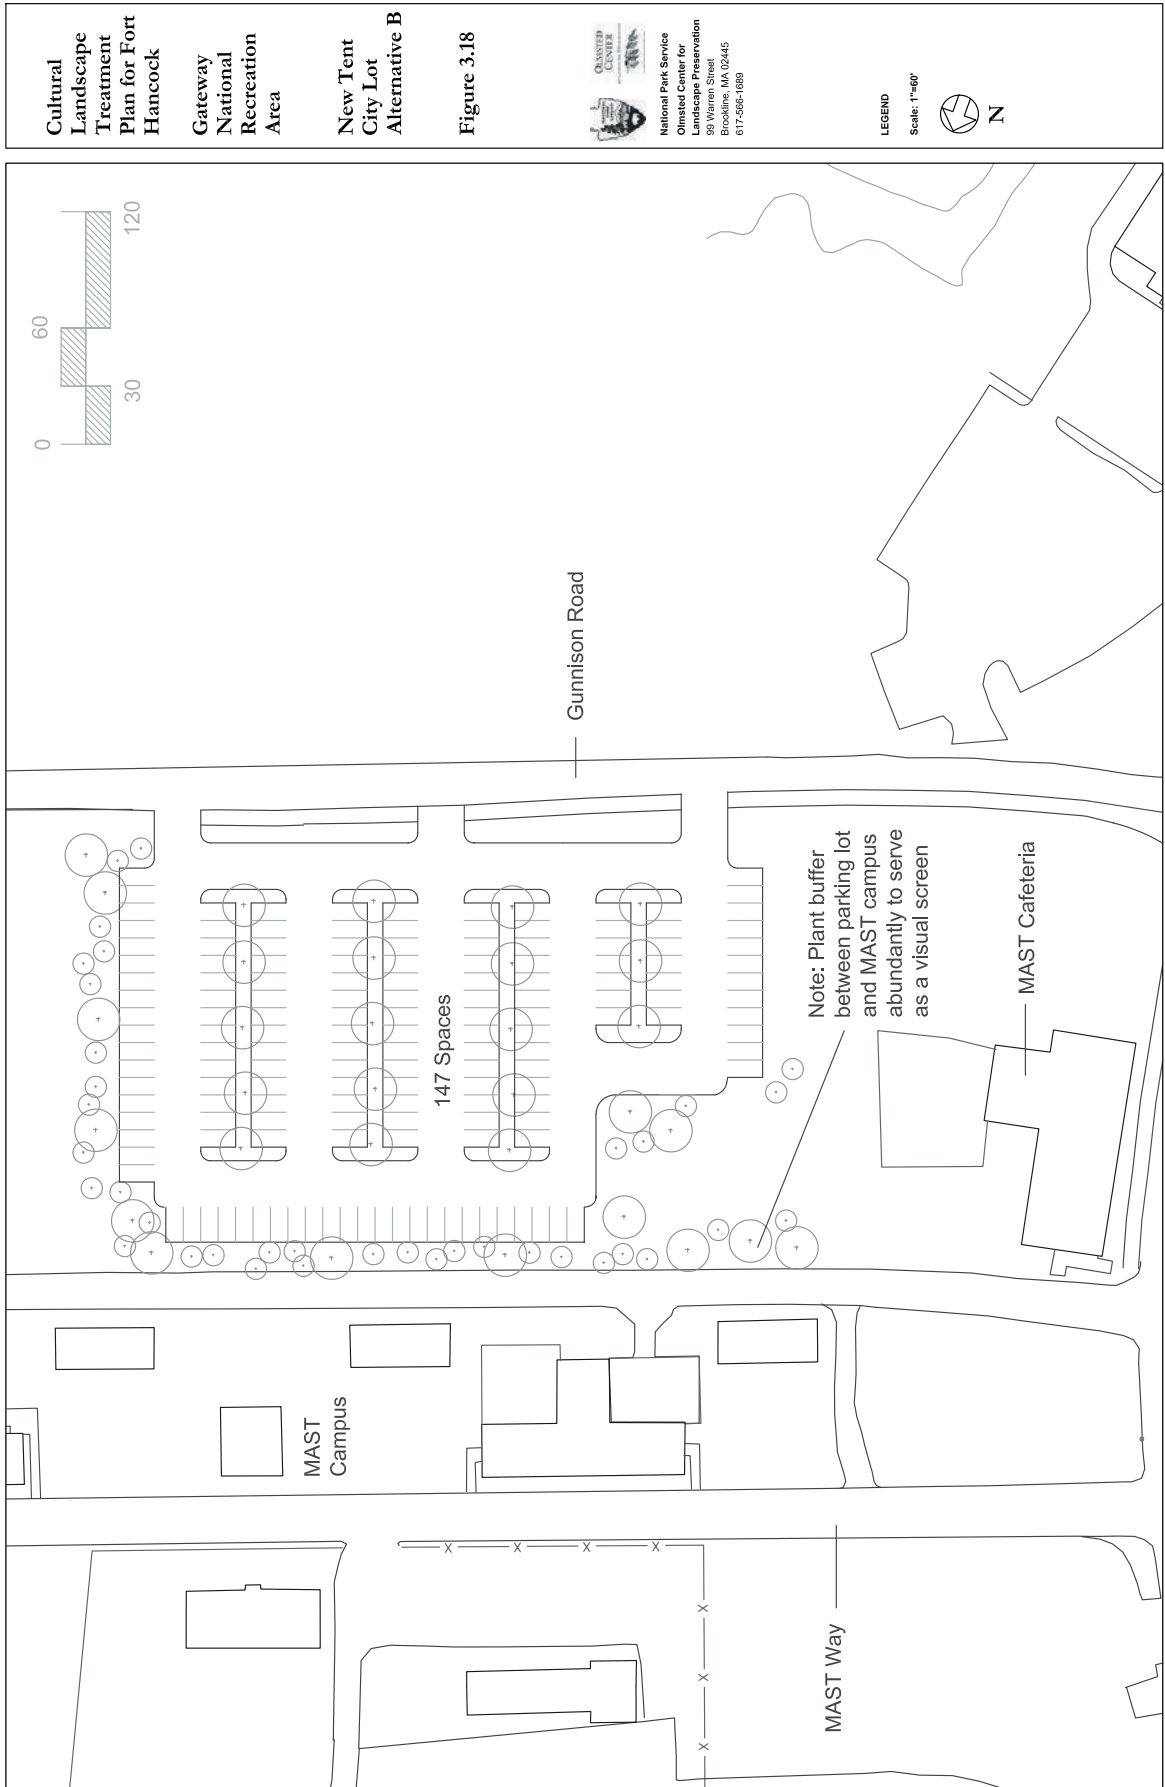 Cultural
Landscape
Treatment
Plan for Fort
Hancock
Gateway
National
Recreation
Area
New Tent
City Lot
Alternative B
Figure 3.18
OLMSTED
CENTER
National Park Service
Olmsted Center for
Landscape Preservation
99 Warren Street
Brookline, MA 02445
617-566-1689
LEGEND
Scale: 1"=60'
N
0
30
60
120
Gunnison Road
147 Spaces
Note: Plant buffer
between parking lot
and MAST campus
abundantly to serve
as a visual screen
MAST Cafeteria
MAST
Campus
MAST Way
X
X
X
X
X
X
X